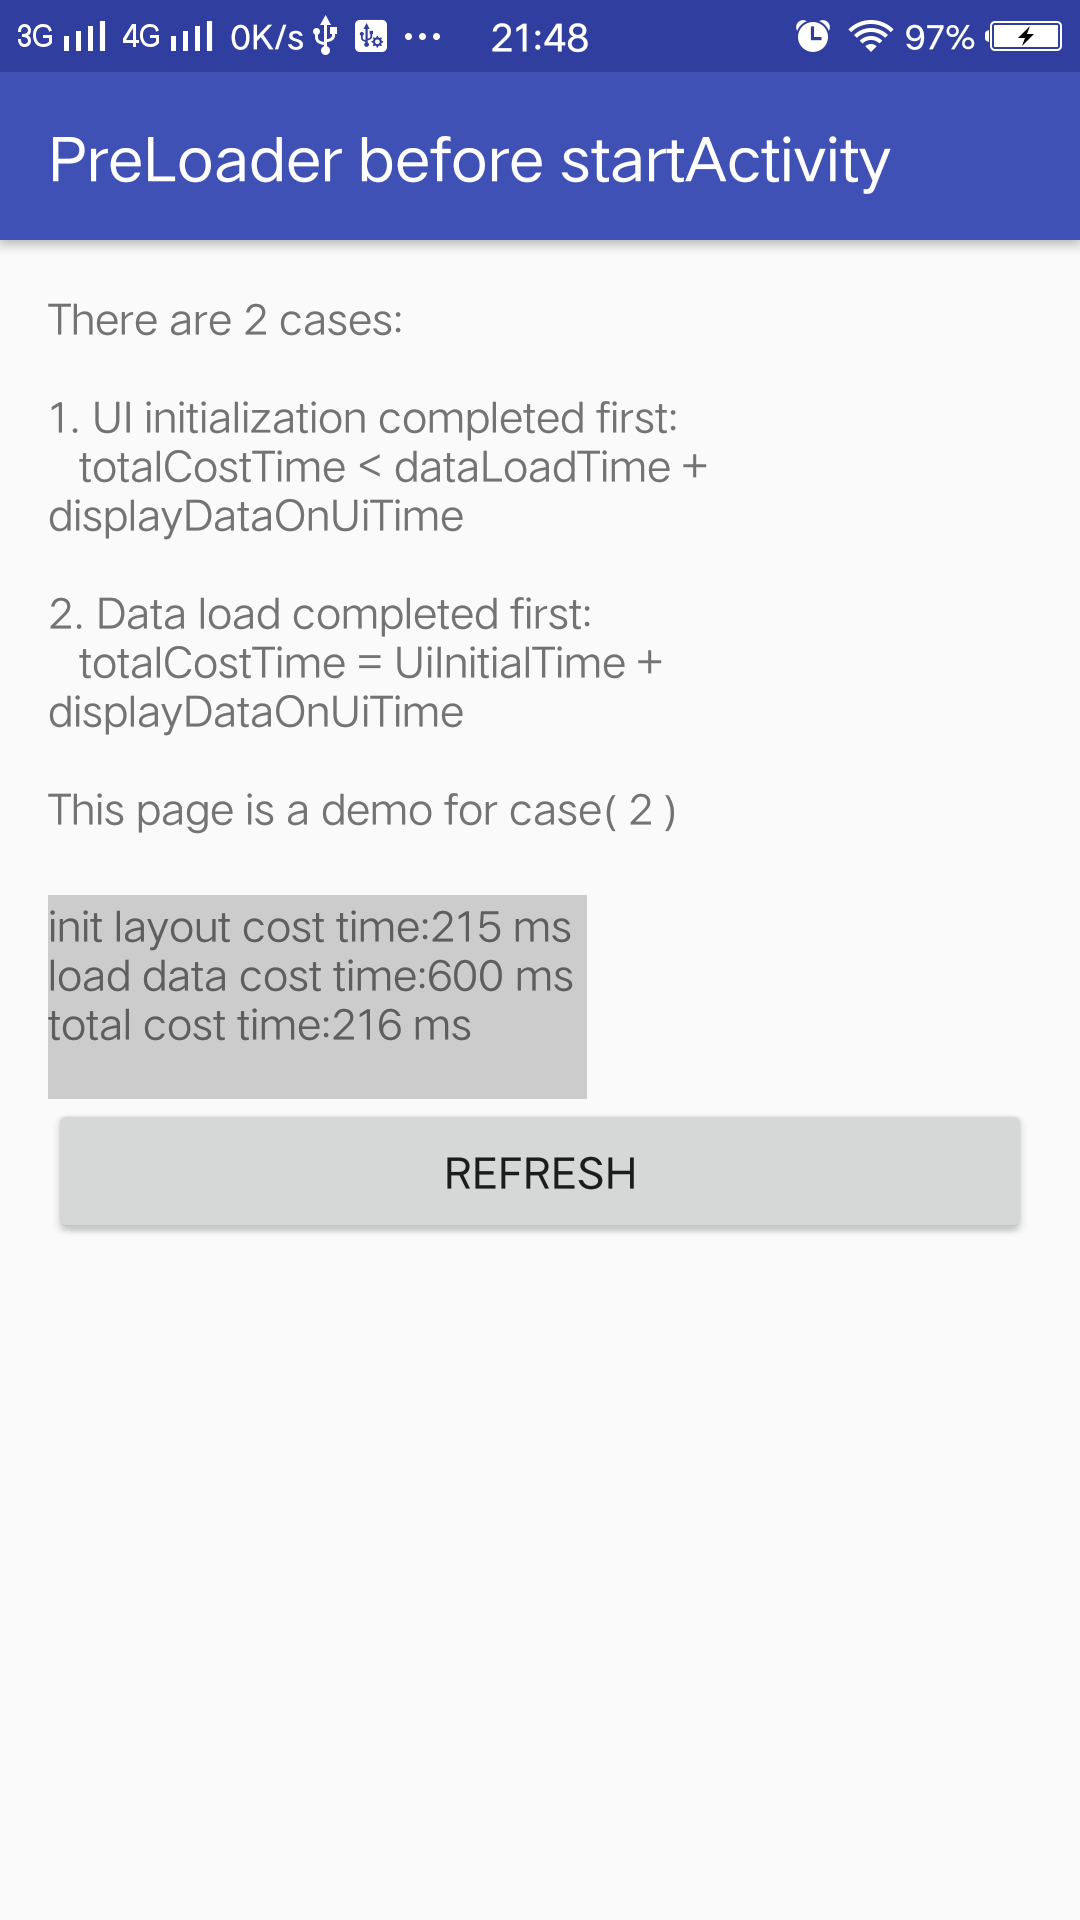 3G 4G 0K/s 21:48 97%
PreLoader before startActivity
There are 2 cases:
1. UI initialization completed first:
totalCostTime < dataLoadTime +
displayDataOnUiTime
2. Data load completed first:
totalCostTime = UiInitialTime +
displayDataOnUiTime
This page is a demo for case( 2 )
init layout cost time:215 ms
load data cost time:600 ms
total cost time:216 ms
REFRESH